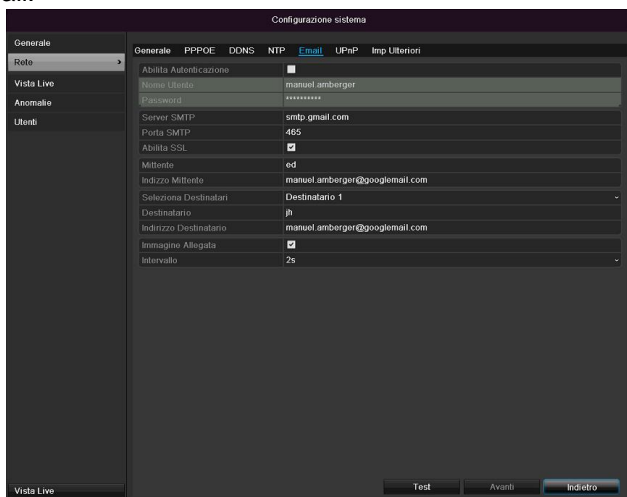 Configurazione sistema
Generale
Rete
Vista Live
Anomalie
Utenti
Generale PPPOE DDNS NTP Email UPnP Imp Ulteriori
Abilita Autenticazione
Nome Utente manuel.amberger
Password **********
Server SMTP smtp.gmail.com
Porta SMTP 465
Abilita SSL
Mittente ed
Indizzo Mittente manuel.amberger@googlemail.com
Seleziona Destinatari Destinatario 1
Destinatario jh
Indirizzo Destinatario manuel.amberger@googlemail.com
Immagine Allegata
Intervallo 2s
Vista Live
Test Avanti Indietro